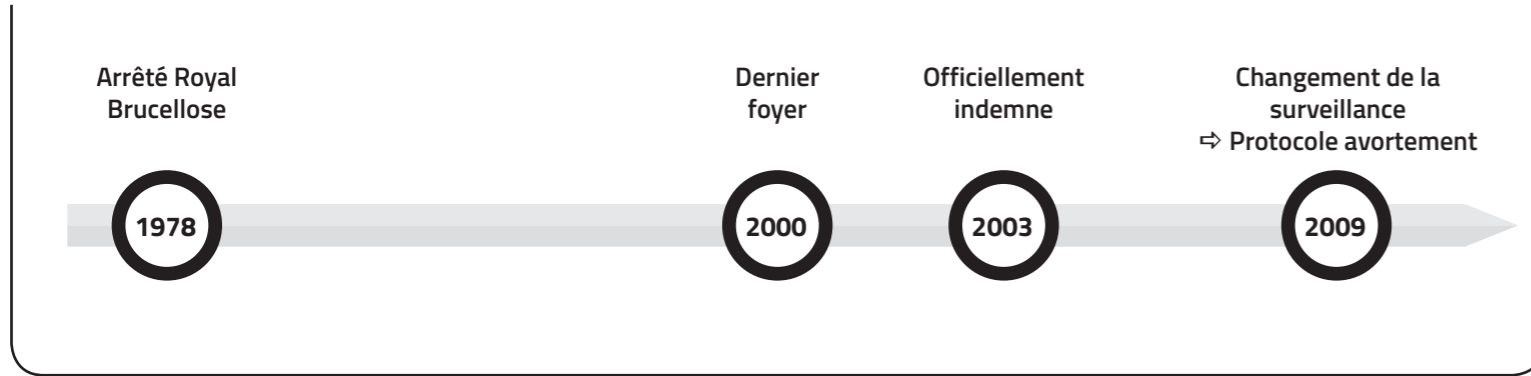 Arrêté Royal
Brucellose
Dernier
foyer
Officiellement
indemne
Changement de la
surveillance
⇨ Protocole avortement
1978
2000
2003
2009